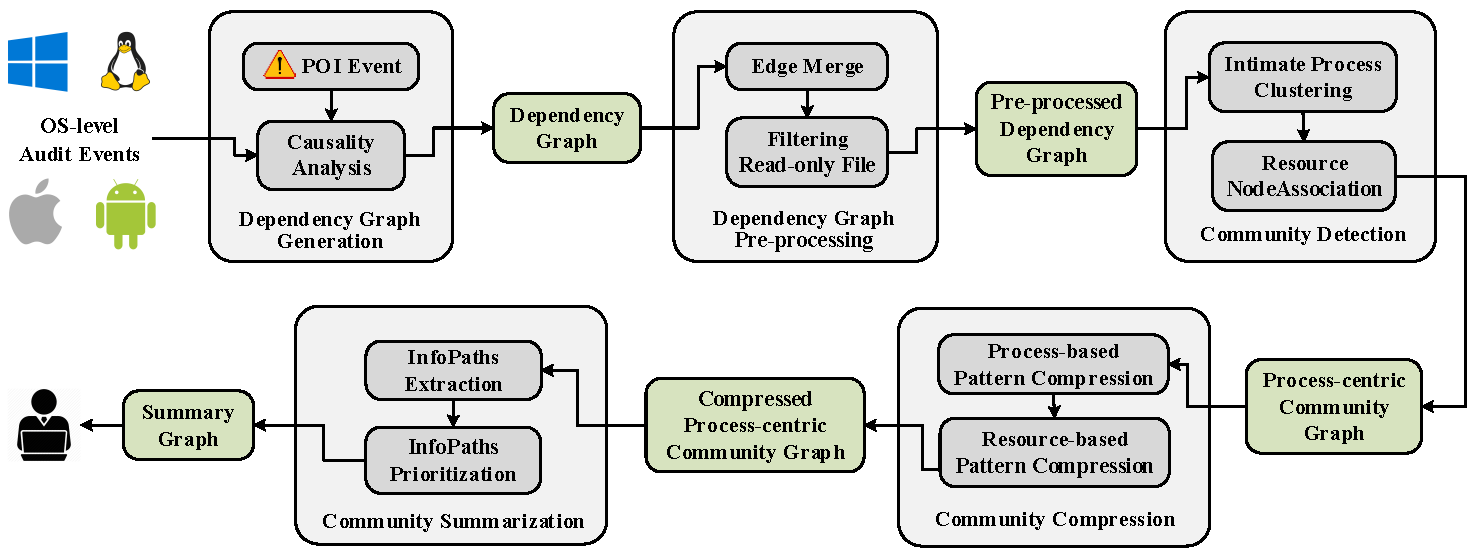 OS-level
Audit Events
POI Event
Causality
Analysis
Dependency Graph
Generation
Dependency
Graph
Edge Merge
Filtering
Read-only File
Dependency Graph
Pre-processing
Pre-processed
Dependency
Graph
Intimate Process
Clustering
Resource
NodeAssociation
Community Detection
Process-centric
Community
Graph
Process-based
Pattern Compression
Resource-based
Pattern Compression
Community Compression
Compressed
Process-centric
Community Graph
InfoPaths
Extraction
InfoPaths
Prioritization
Community Summarization
Summary
Graph